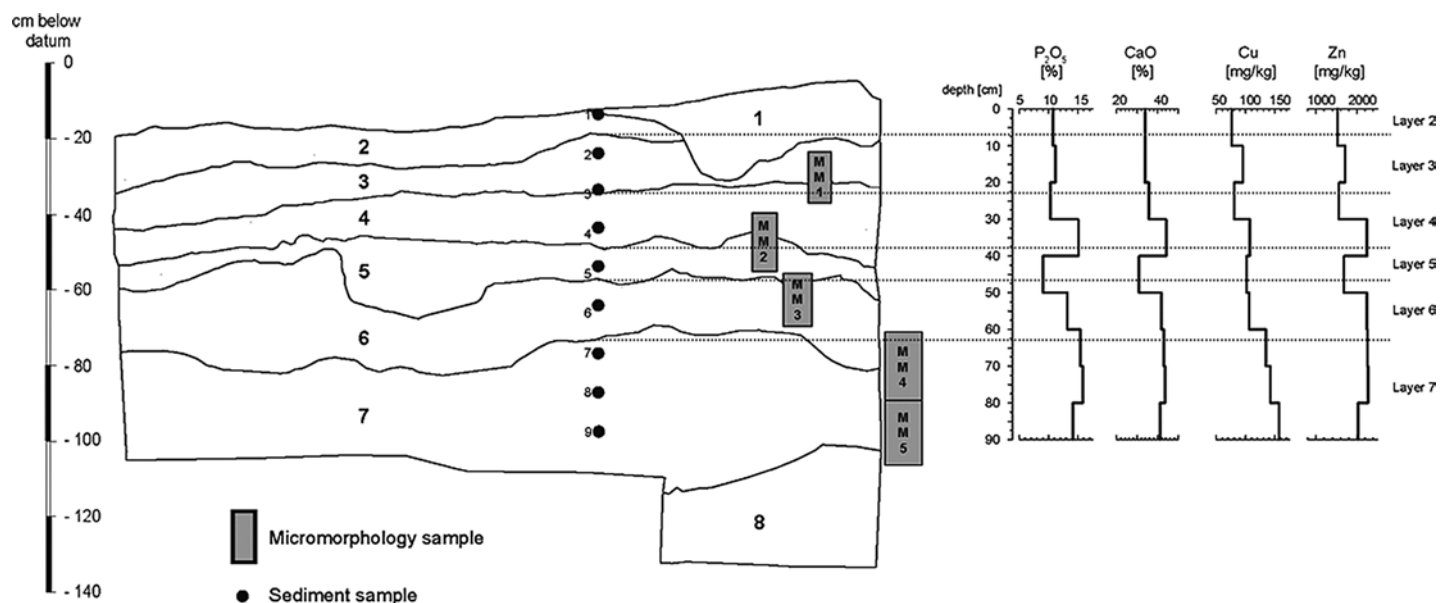 cm below
datum
0
- 20
- 40
- 60
- 80
- 100
- 120
- 140
1
2
3
4
5
6
7
8
1
2
3
4
5
6
7
8
9
M
M
1
M
M
2
M
M
3
M
M
4
M
M
5
Micromorphology sample
Sediment sample
P₂O₅
[%]
CaO
[%]
Cu
[mg/kg]
Zn
[mg/kg]
depth [cm]
5 10 15
20 40
50 100 150
1000 2000
0
10
20
30
40
50
60
70
80
90
Layer 2
Layer 3
Layer 4
Layer 5
Layer 6
Layer 7